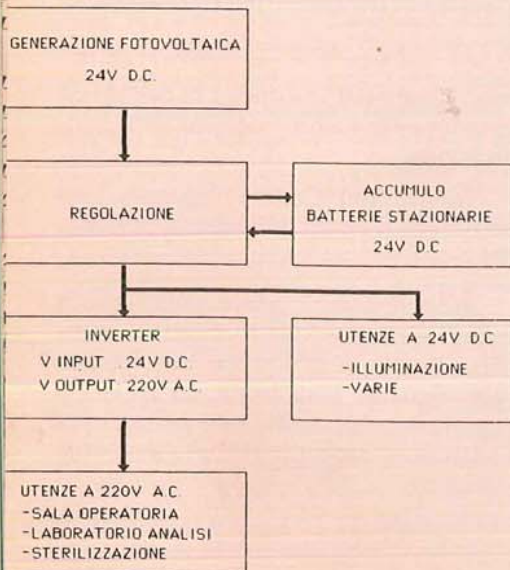 GENERAZIONE FOTOVOLTAICA
24V D.C.
REGOLAZIONE
ACCUMULO
BATTERIE STAZIONARIE
24V D.C
INVERTER
V INPUT . 24V D.C.
V OUTPUT 220V A.C.
UTENZE A 24V DC
-ILLUMINAZIONE
-VARIE
UTENZE A 220V A.C.
-SALA OPERATORIA
-LABORATORIO ANALISI
-STERILIZZAZIONE